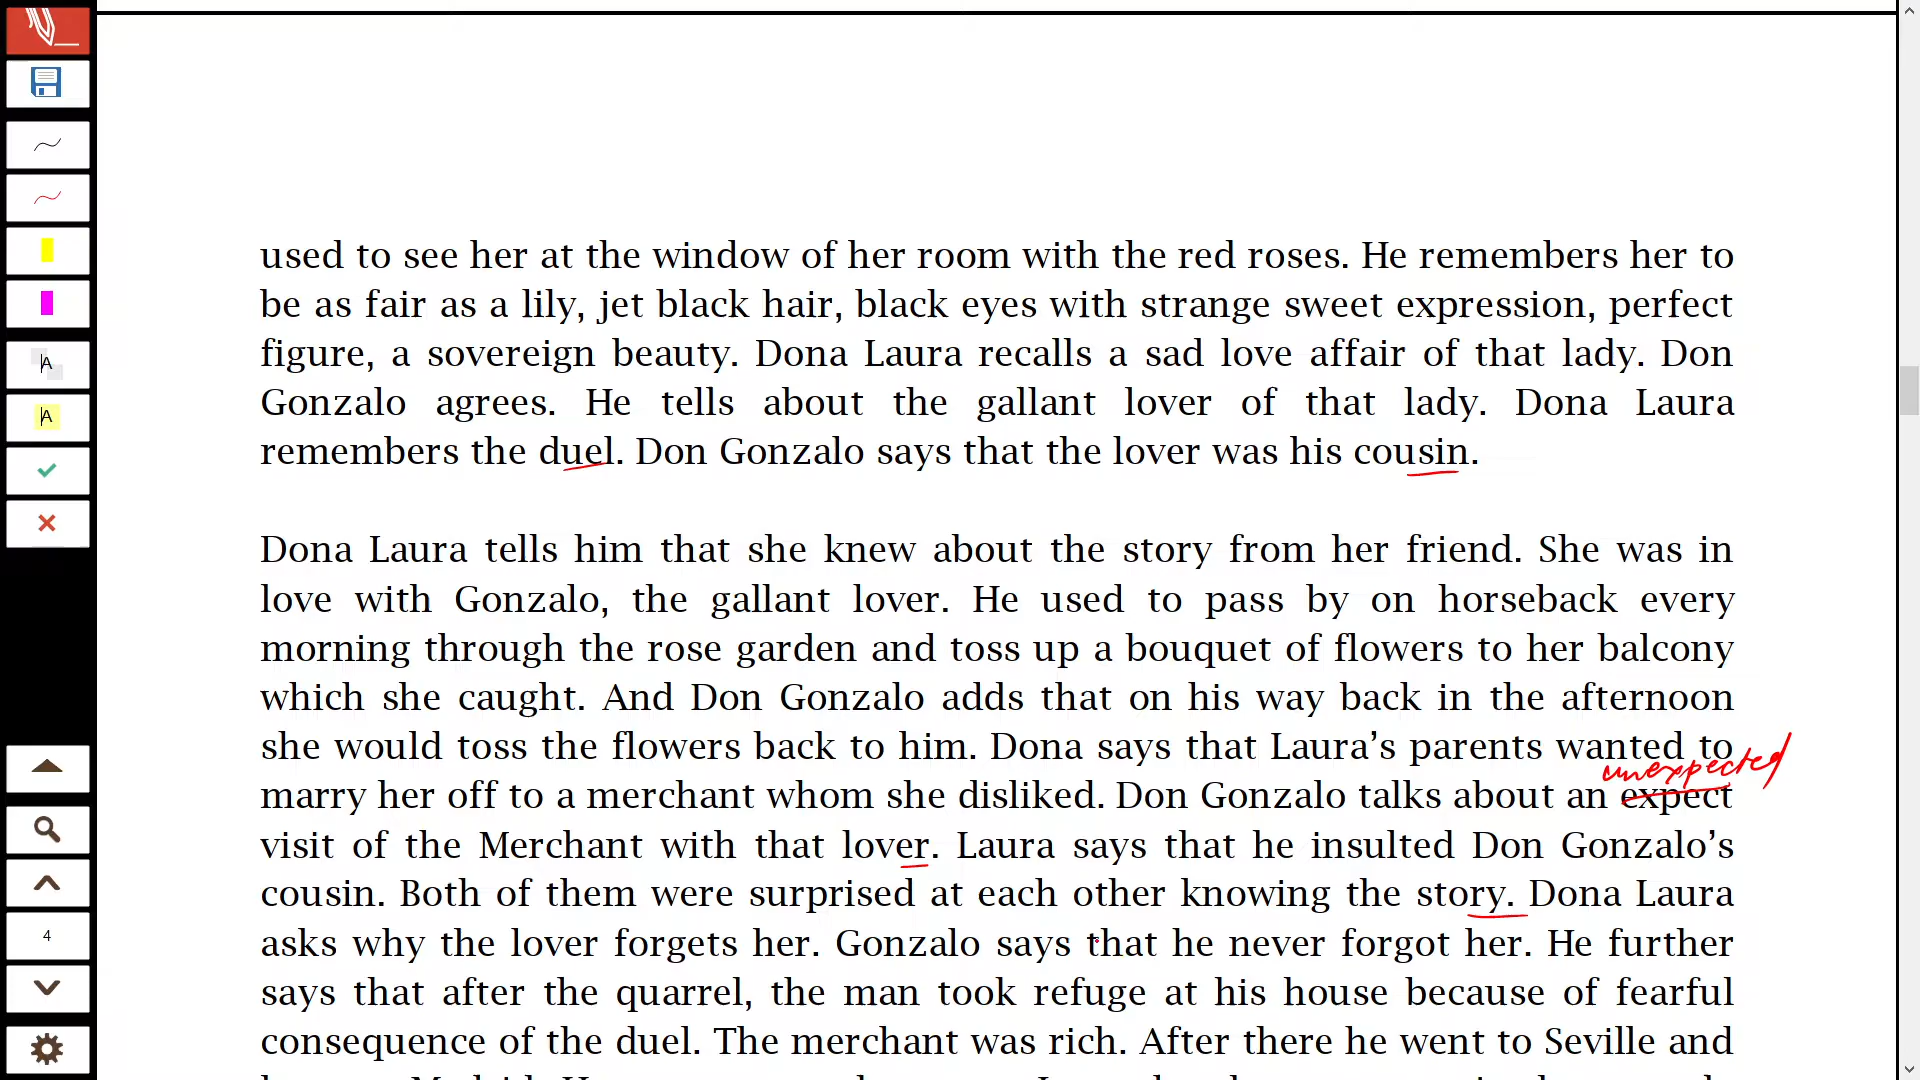 used to see her at the window of her room with the red roses. He remembers her to
be as fair as a lily, jet black hair, black eyes with strange sweet expression, perfect
figure, a sovereign beauty. Dona Laura recalls a sad love affair of that lady. Don
Gonzalo agrees. He tells about the gallant lover of that lady. Dona Laura
remembers the duel. Don Gonzalo says that the lover was his cousin.
Dona Laura tells him that she knew about the story from her friend. She was in
love with Gonzalo, the gallant lover. He used to pass by on horseback every
morning through the rose garden and toss up a bouquet of flowers to her balcony
which she caught. And Don Gonzalo adds that on his way back in the afternoon
she would toss the flowers back to him. Dona says that Laura’s parents wanted to
unexpected
marry her off to a merchant whom she disliked. Don Gonzalo talks about an expect
visit of the Merchant with that lover. Laura says that he insulted Don Gonzalo’s
cousin. Both of them were surprised at each other knowing the story. Dona Laura
asks why the lover forgets her. Gonzalo says that he never forgot her. He further
says that after the quarrel, the man took refuge at his house because of fearful
consequence of the duel. The merchant was rich. After there he went to Seville and
A
A
4